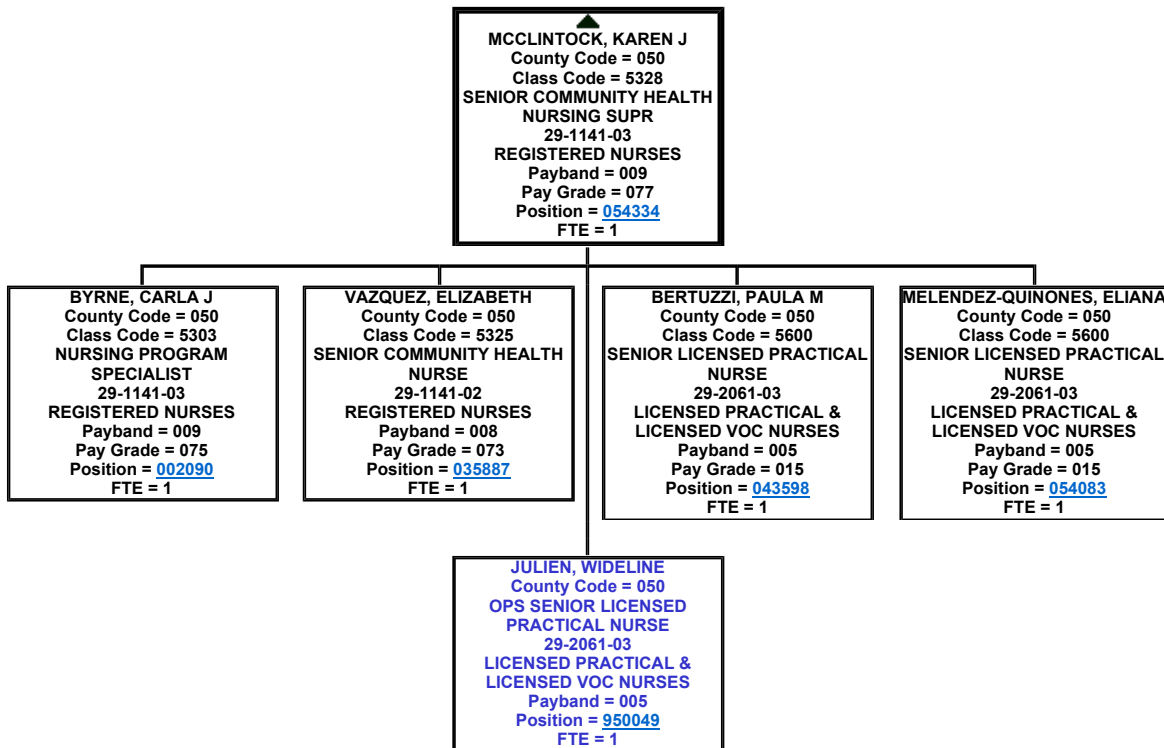 MCCLINTOCK, KAREN J
County Code = 050
Class Code = 5328
SENIOR COMMUNITY HEALTH
NURSING SUPR
29-1141-03
REGISTERED NURSES
Payband = 009
Pay Grade = 077
Position = 054334
FTE = 1
BYRNE, CARLA J
County Code = 050
Class Code = 5303
NURSING PROGRAM
SPECIALIST
29-1141-03
REGISTERED NURSES
Payband = 009
Pay Grade = 075
Position = 002090
FTE = 1
VAZQUEZ, ELIZABETH
County Code = 050
Class Code = 5325
SENIOR COMMUNITY HEALTH
NURSE
29-1141-02
REGISTERED NURSES
Payband = 008
Pay Grade = 073
Position = 035887
FTE = 1
BERTUZZI, PAULA M
County Code = 050
Class Code = 5600
SENIOR LICENSED PRACTICAL
NURSE
29-2061-03
LICENSED PRACTICAL &
LICENSED VOC NURSES
Payband = 005
Pay Grade = 015
Position = 043598
FTE = 1
MELENDEZ-QUINONES, ELIANA
County Code = 050
Class Code = 5600
SENIOR LICENSED PRACTICAL
NURSE
29-2061-03
LICENSED PRACTICAL &
LICENSED VOC NURSES
Payband = 005
Pay Grade = 015
Position = 054083
FTE = 1
JULIEN, WIDELINE
County Code = 050
OPS SENIOR LICENSED
PRACTICAL NURSE
29-2061-03
LICENSED PRACTICAL &
LICENSED VOC NURSES
Payband = 005
Position = 950049
FTE = 1